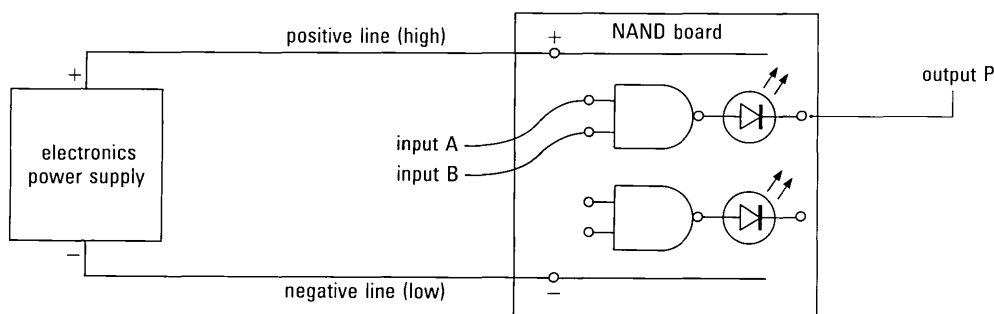 positive line (high)
+
NAND board
+
output P
electronics
power supply
input A
input B
−
negative line (low)
−